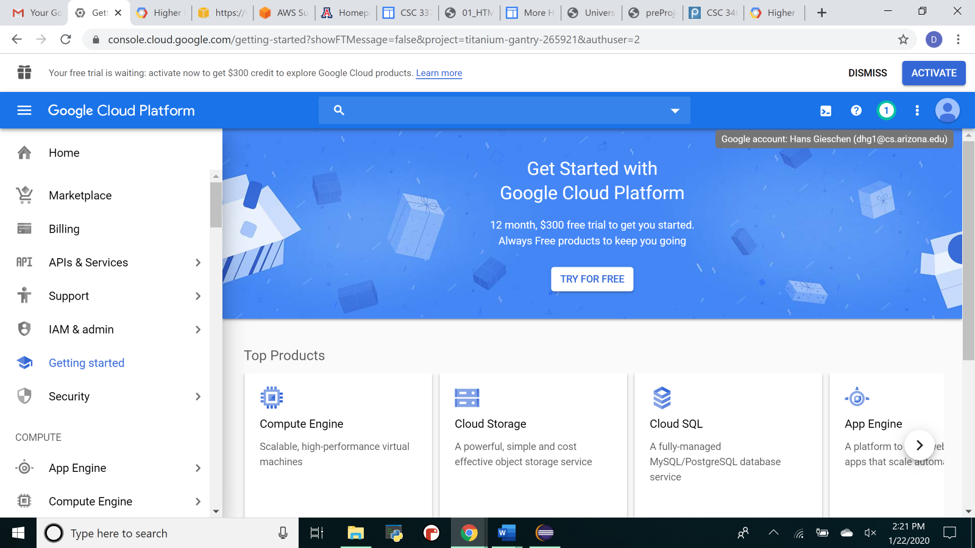 Your Go
Gett
Higher
https:/
AWS Su
Homep
CSC 337
01_HTM
More H
Univers
preProj
CSC 346
Higher
console.cloud.google.com/getting-started?showFTMessage=false&project=titanium-gantry-265921&authuser=2
D
Your free trial is waiting: activate now to get $300 credit to explore Google Cloud products. Learn more
DISMISS
ACTIVATE
Google Cloud Platform
1
Google account: Hans Gieschen (dhg1@cs.arizona.edu)
Home
Marketplace
Billing
API APIs & Services
Support
IAM & admin
Getting started
Security
COMPUTE
App Engine
Compute Engine
Get Started with
Google Cloud Platform
12 month, $300 free trial to get you started.
Always Free products to keep you going
TRY FOR FREE
Top Products
Compute Engine
Scalable, high-performance virtual
machines
Cloud Storage
A powerful, simple and cost
effective object storage service
Cloud SQL
A fully-managed
MySQL/PostgreSQL database
service
App Engine
A platform to
apps that scale
Type here to search
2:21 PM
1/22/2020